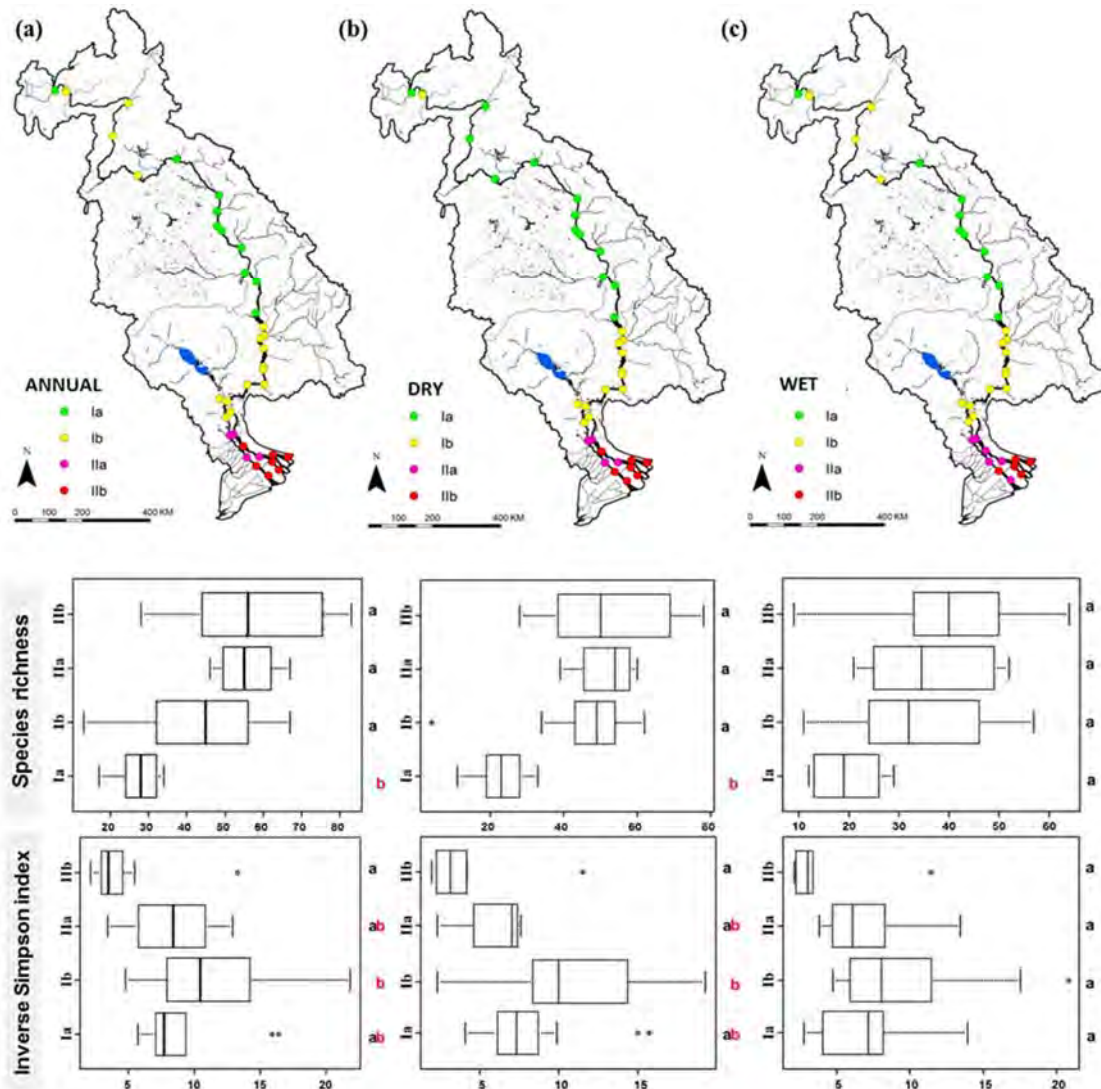 (a) (b) (c)
ANNUAL
Ia
Ib
IIa
IIb
N
0 100 200 400 KM
DRY
Ia
Ib
IIa
IIb
N
100 200 400 KM
WET
Ia
Ib
IIa
IIb
N
0 100 200 400 KM
Species richness
IIb
IIa
Ib
Ia
a
a
a
b
20 30 40 50 60 70 80
IIb
IIa
Ib
Ia
a
a
a
b
20 40 60 80
IIb
IIa
Ib
Ia
a
a
a
a
10 20 30 40 50 60
Inverse Simpson index
IIb
IIa
Ib
Ia
a
ab
b
ab
5 10 15 20
IIb
IIa
Ib
Ia
a
ab
b
ab
5 10 15
IIb
IIa
Ib
Ia
a
a
a
a
5 10 15 20